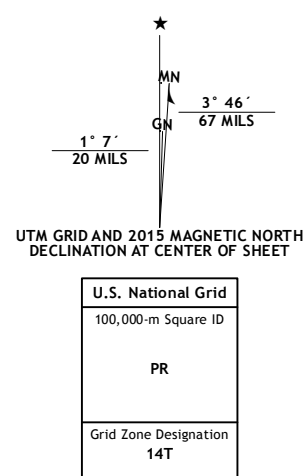 ★
MN
3° 46´
67 MILS
GN
1° 7´
20 MILS
UTM GRID AND 2015 MAGNETIC NORTH
DECLINATION AT CENTER OF SHEET
U.S. National Grid
100,000-m Square ID
PR
Grid Zone Designation
14T